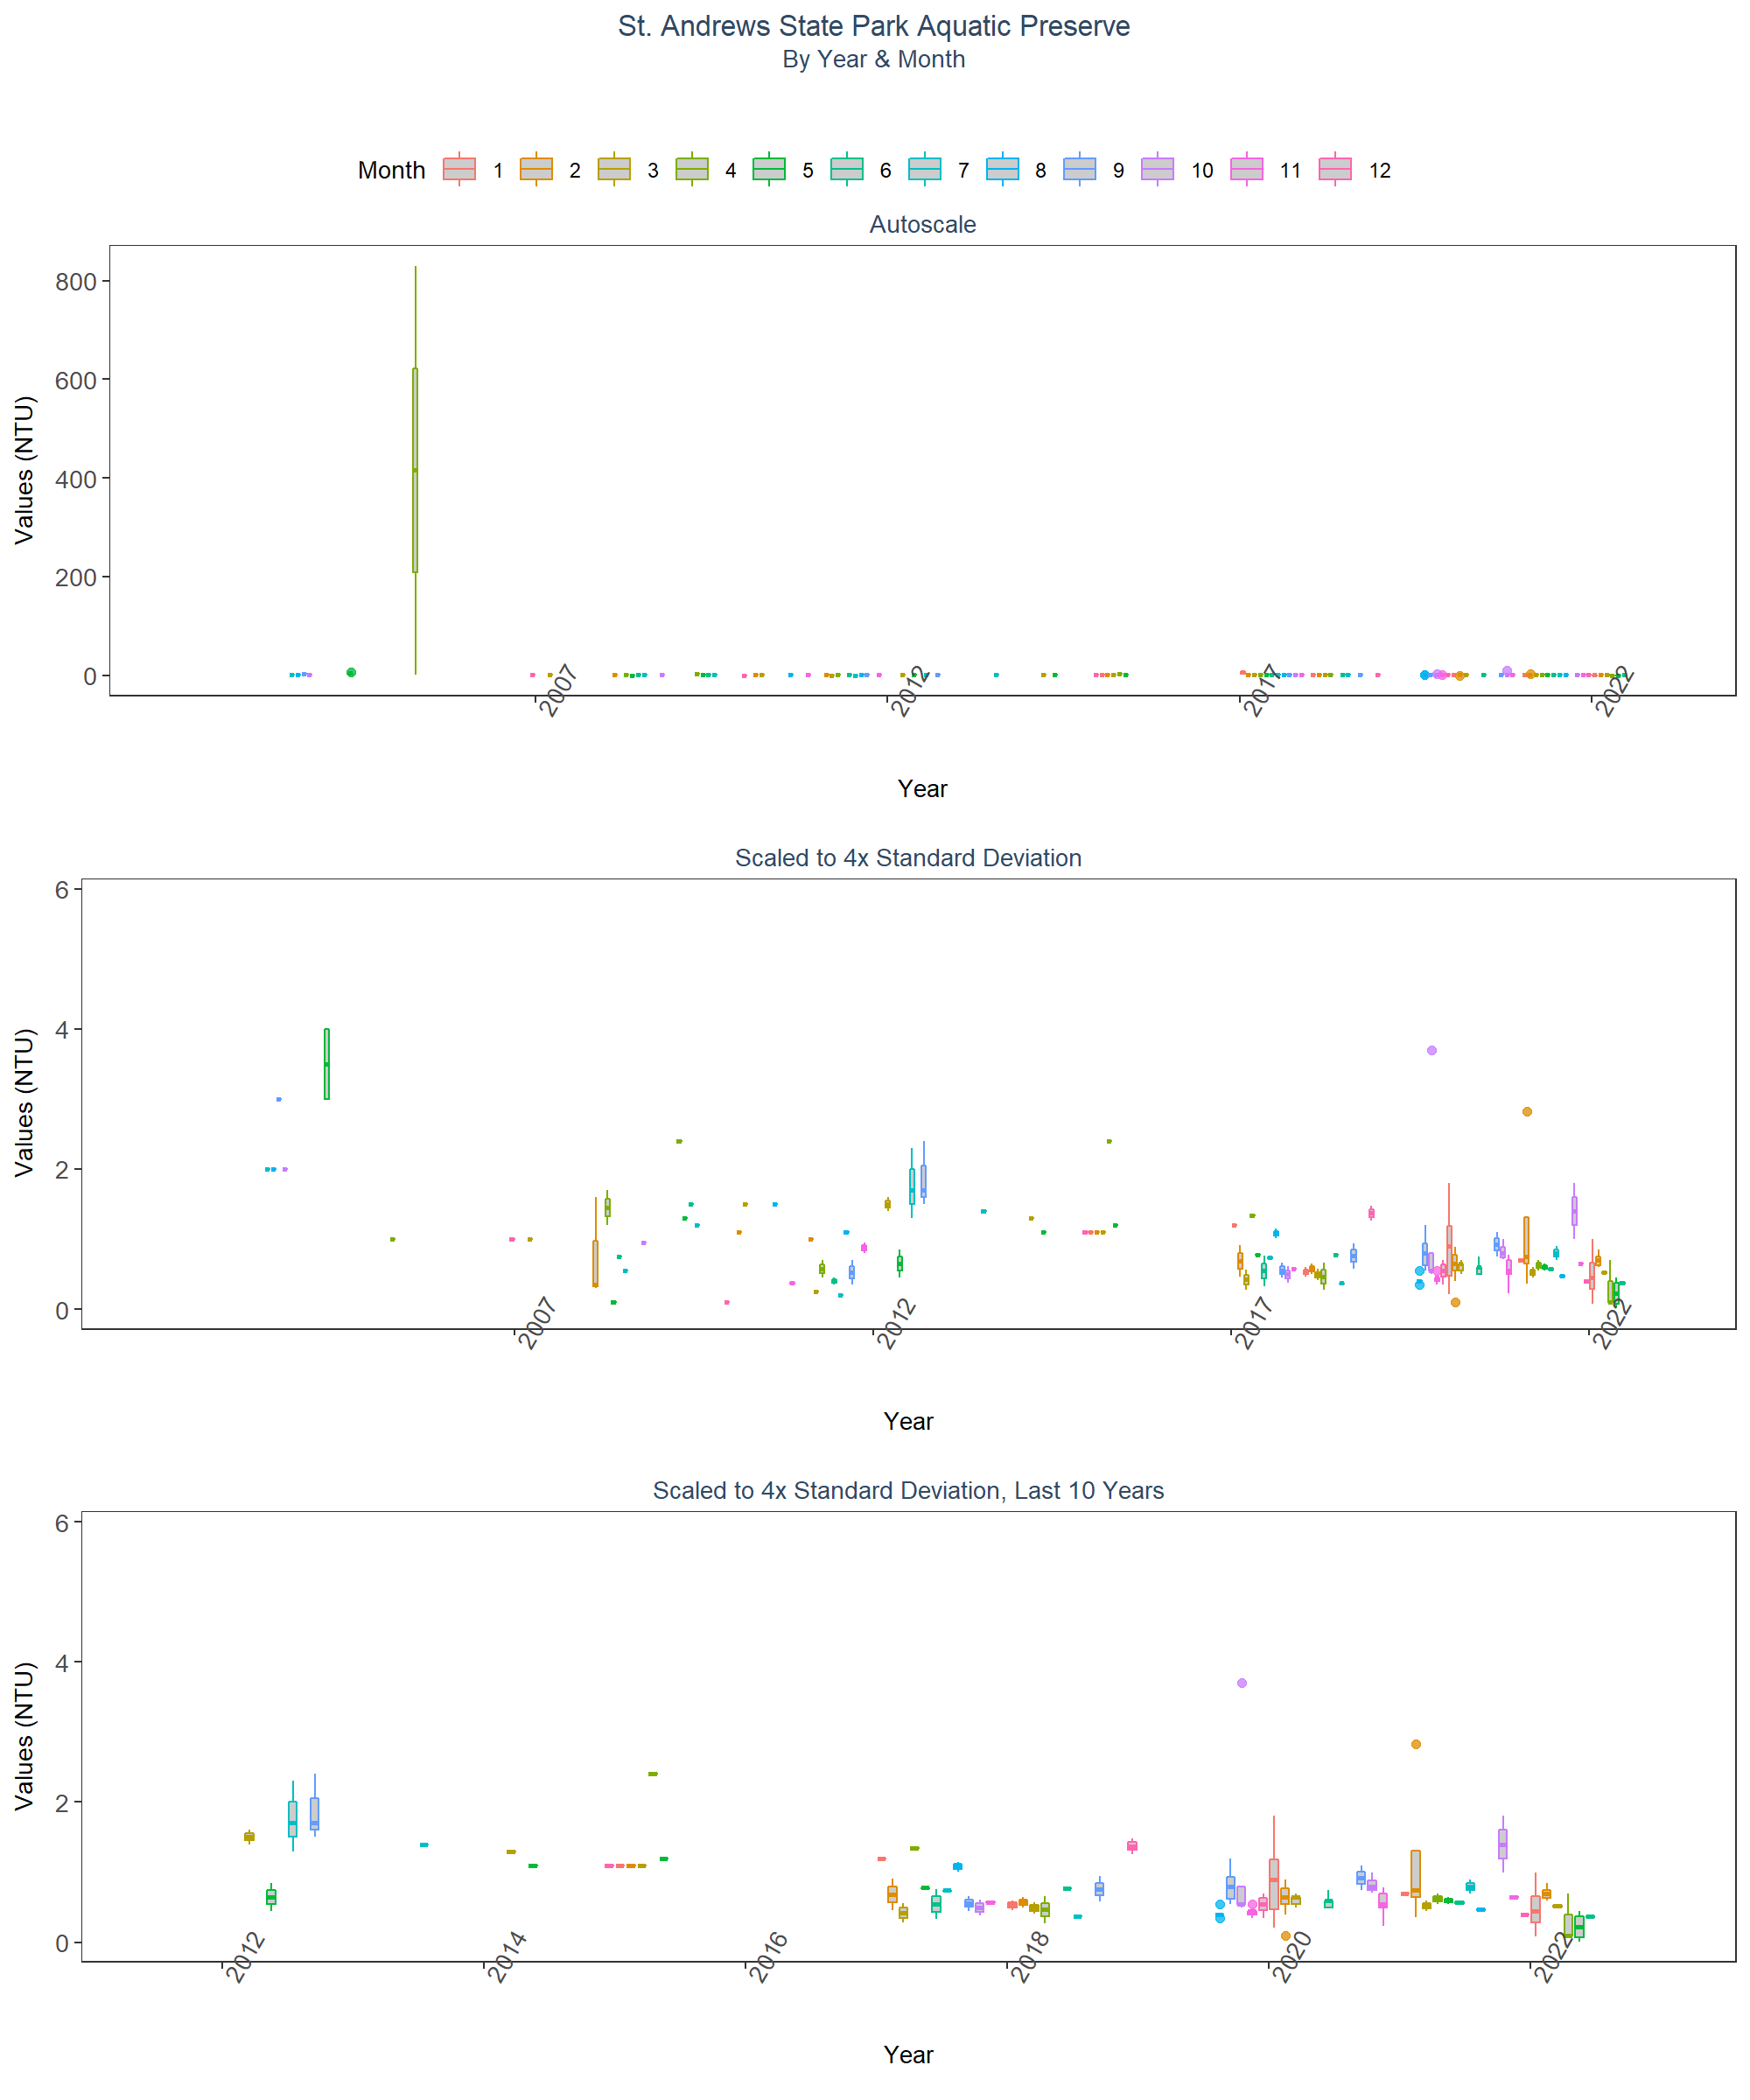 St. Andrews State Park Aquatic Preserve
By Year & Month
Month 1 2 3 4 5 6 7 8 9 10 11 12
Autoscale
Values (NTU)
800
600
400
200
0
2007 2012 2017 2022
Year
Scaled to 4x Standard Deviation
Values (NTU)
6
4
2
0
2007 2012 2017 2022
Year
Scaled to 4x Standard Deviation, Last 10 Years
Values (NTU)
6
4
2
0
2012 2014 2016 2018 2020 2022
Year